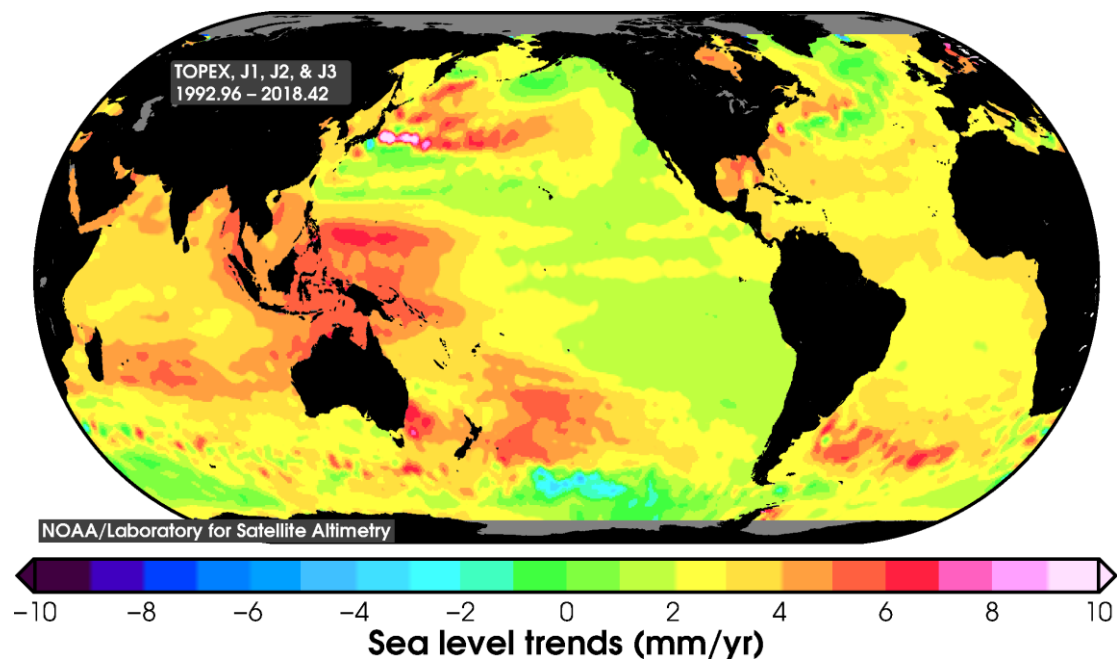 TOPEX, J1, J2, & J3
1992.96 – 2018.42
NOAA/Laboratory for Satellite Altimetry
−10 −8 −6 −4 −2 0 2 4 6 8 10
Sea level trends (mm/yr)